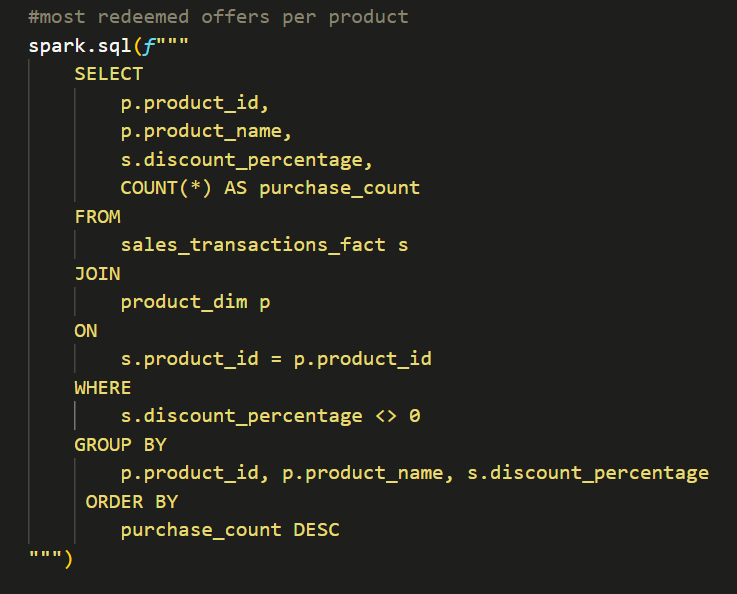 #most redeemed offers per product
spark.sql(f"""
    SELECT
        p.product_id,
        p.product_name,
        s.discount_percentage,
        COUNT(*) AS purchase_count
    FROM
        sales_transactions_fact s
    JOIN
        product_dim p
    ON
        s.product_id = p.product_id
    WHERE
        s.discount_percentage <> 0
    GROUP BY
        p.product_id, p.product_name, s.discount_percentage
     ORDER BY
        purchase_count DESC
""")